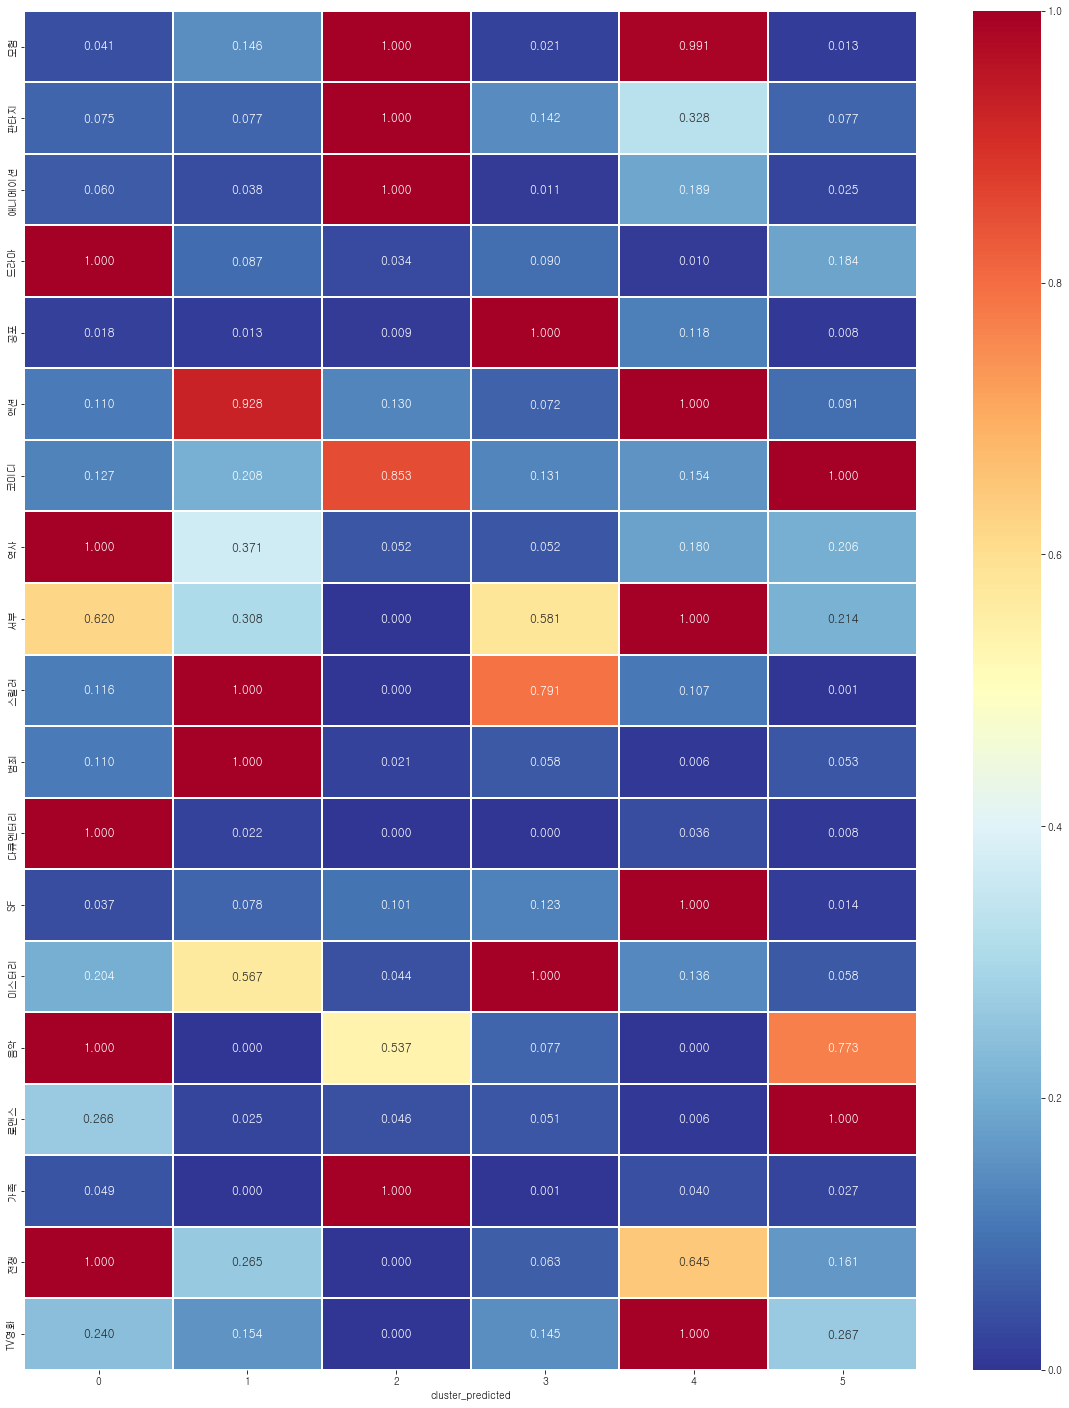 모험 0.041 0.146 1.000 0.021 0.991 0.013
판타지 0.075 0.077 1.000 0.142 0.328 0.077
애니메이션 0.060 0.038 1.000 0.011 0.189 0.025
드라마 1.000 0.087 0.034 0.090 0.010 0.184
공포 0.018 0.013 0.009 1.000 0.118 0.008
액션 0.110 0.928 0.130 0.072 1.000 0.091
코미디 0.127 0.208 0.853 0.131 0.154 1.000
역사 1.000 0.371 0.052 0.052 0.180 0.206
서부 0.620 0.308 0.000 0.581 1.000 0.214
스릴러 0.116 1.000 0.000 0.791 0.107 0.001
범죄 0.110 1.000 0.021 0.058 0.006 0.053
다큐멘터리 1.000 0.022 0.000 0.000 0.036 0.008
SF 0.037 0.078 0.101 0.123 1.000 0.014
미스터리 0.204 0.567 0.044 1.000 0.136 0.058
음악 1.000 0.000 0.537 0.077 0.000 0.773
로맨스 0.266 0.025 0.046 0.051 0.006 1.000
가족 0.049 0.000 1.000 0.001 0.040 0.027
전쟁 1.000 0.265 0.000 0.063 0.645 0.161
TV영화 0.240 0.154 0.000 0.145 1.000 0.267
0 1 2 3 4 5
cluster_predicted
1.0
0.8
0.6
0.4
0.2
0.0